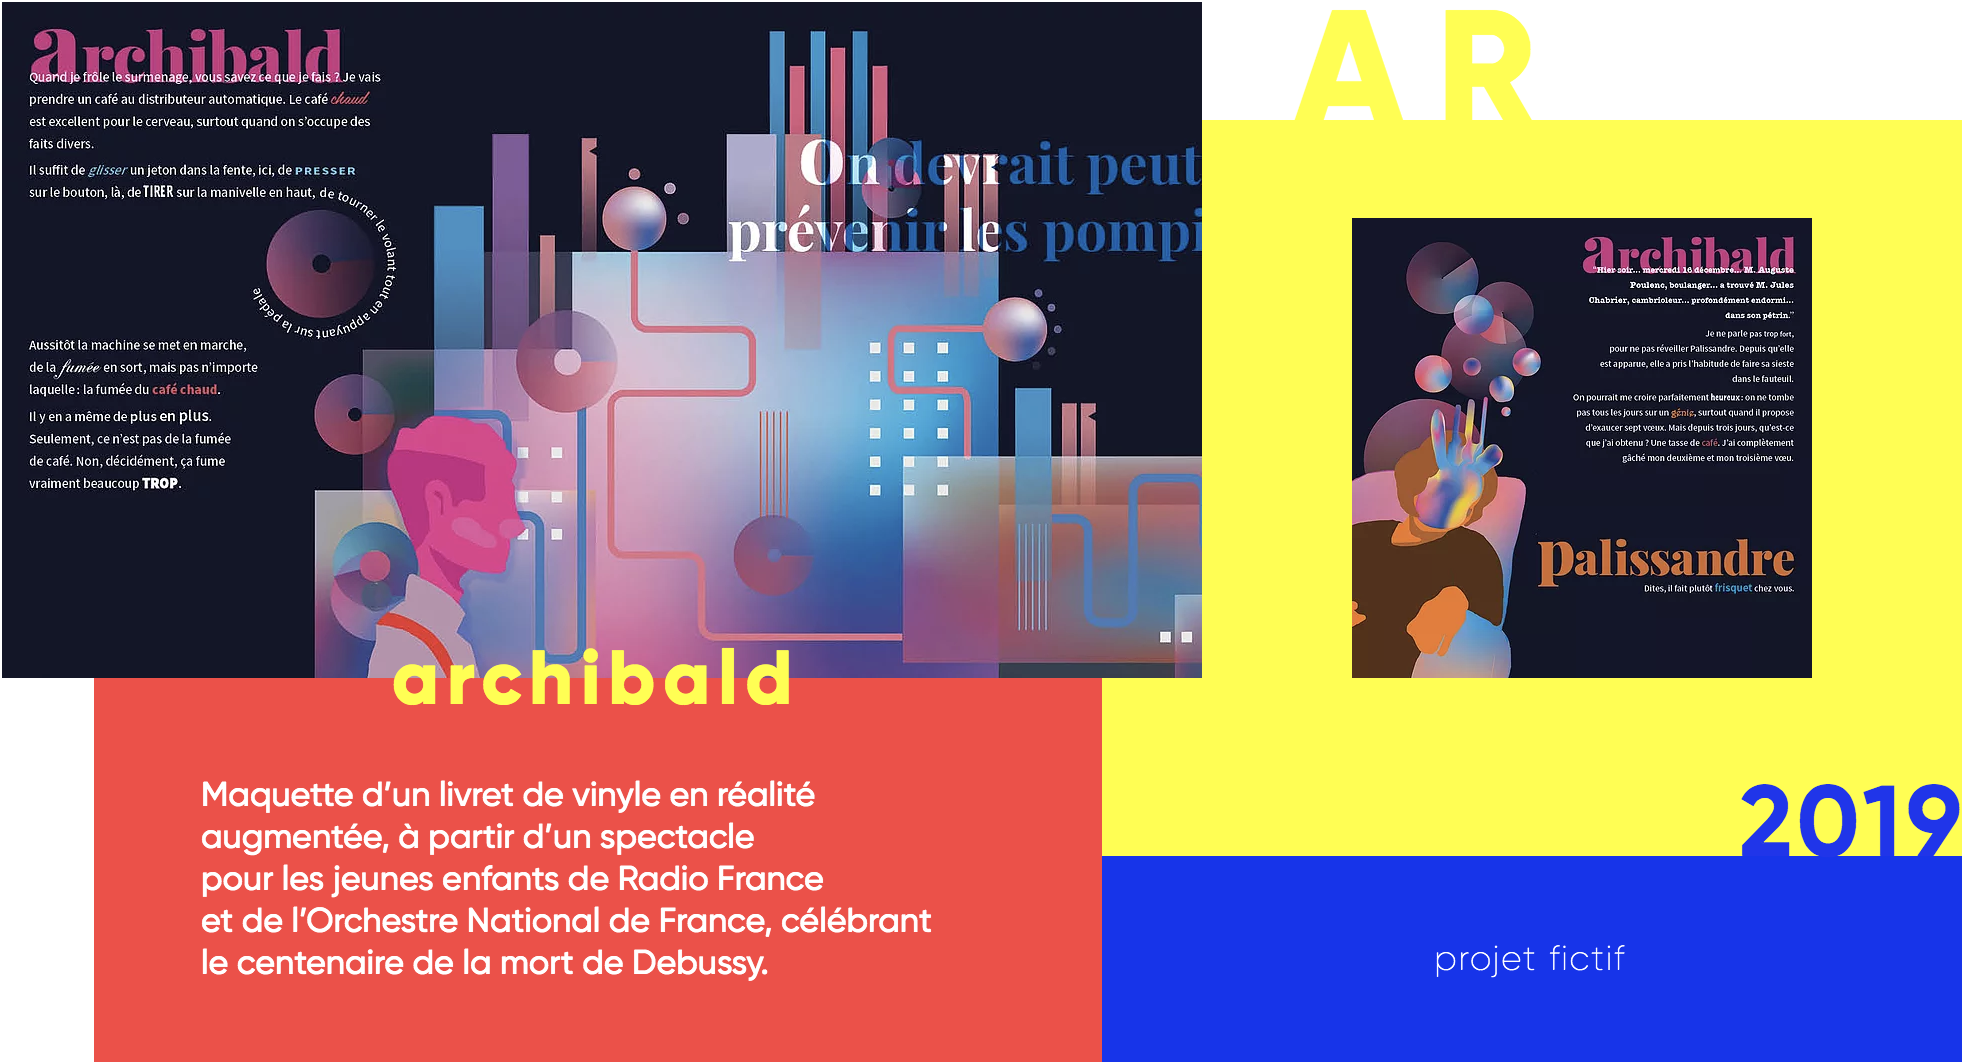 archibald
Quand je frôle le surmenage, vous savez ce que je fais ? Je vais
prendre un café au distributeur automatique. Le café chaud
est excellent pour le cerveau, surtout quand on s’occupe des
faits divers.
Il suffit de glisser un jeton dans la fente, ici, de PRESSER
sur le bouton, là, de TIRER sur la manivelle en haut, de tourner le volant tout en appuyant sur la pédale
Aussitôt la machine se met en marche,
de la fumée en sort, mais pas n’importe
laquelle : la fumée du café chaud.
Il y en a même de plus en plus.
Seulement, ce n’est pas de la fumée
de café. Non, décidément, ça fume
vraiment beaucoup TROP.
On devrait peut
prévenir les pompi
AR
archibald
"Hier soir... mercredi 16 décembre... M. Auguste
Poulenc, boulanger... a trouvé M. Jules
Chabrier, cambrioleur... profondément endormi...
dans son pétrin."
Je ne parle pas trop fort,
pour ne pas réveiller Palissandre. Depuis qu’elle
est apparue, elle a pris l’habitude de faire sa sieste
dans le fauteuil.
On pourrait me croire parfaitement heureux : on ne tombe
pas tous les jours sur un génie, surtout quand il propose
d’exaucer sept vœux. Mais depuis trois jours, qu’est-ce
que j’ai obtenu ? Une tasse de café. J’ai complètement
gâché mon deuxième et mon troisième vœu.
palissandre
Dites, il fait plutôt frisquet chez vous.
archibald
Maquette d’un livret de vinyle en réalité
augmentée, à partir d’un spectacle
pour les jeunes enfants de Radio France
et de l’Orchestre National de France, célébrant
le centenaire de la mort de Debussy.
2019
projet fictif